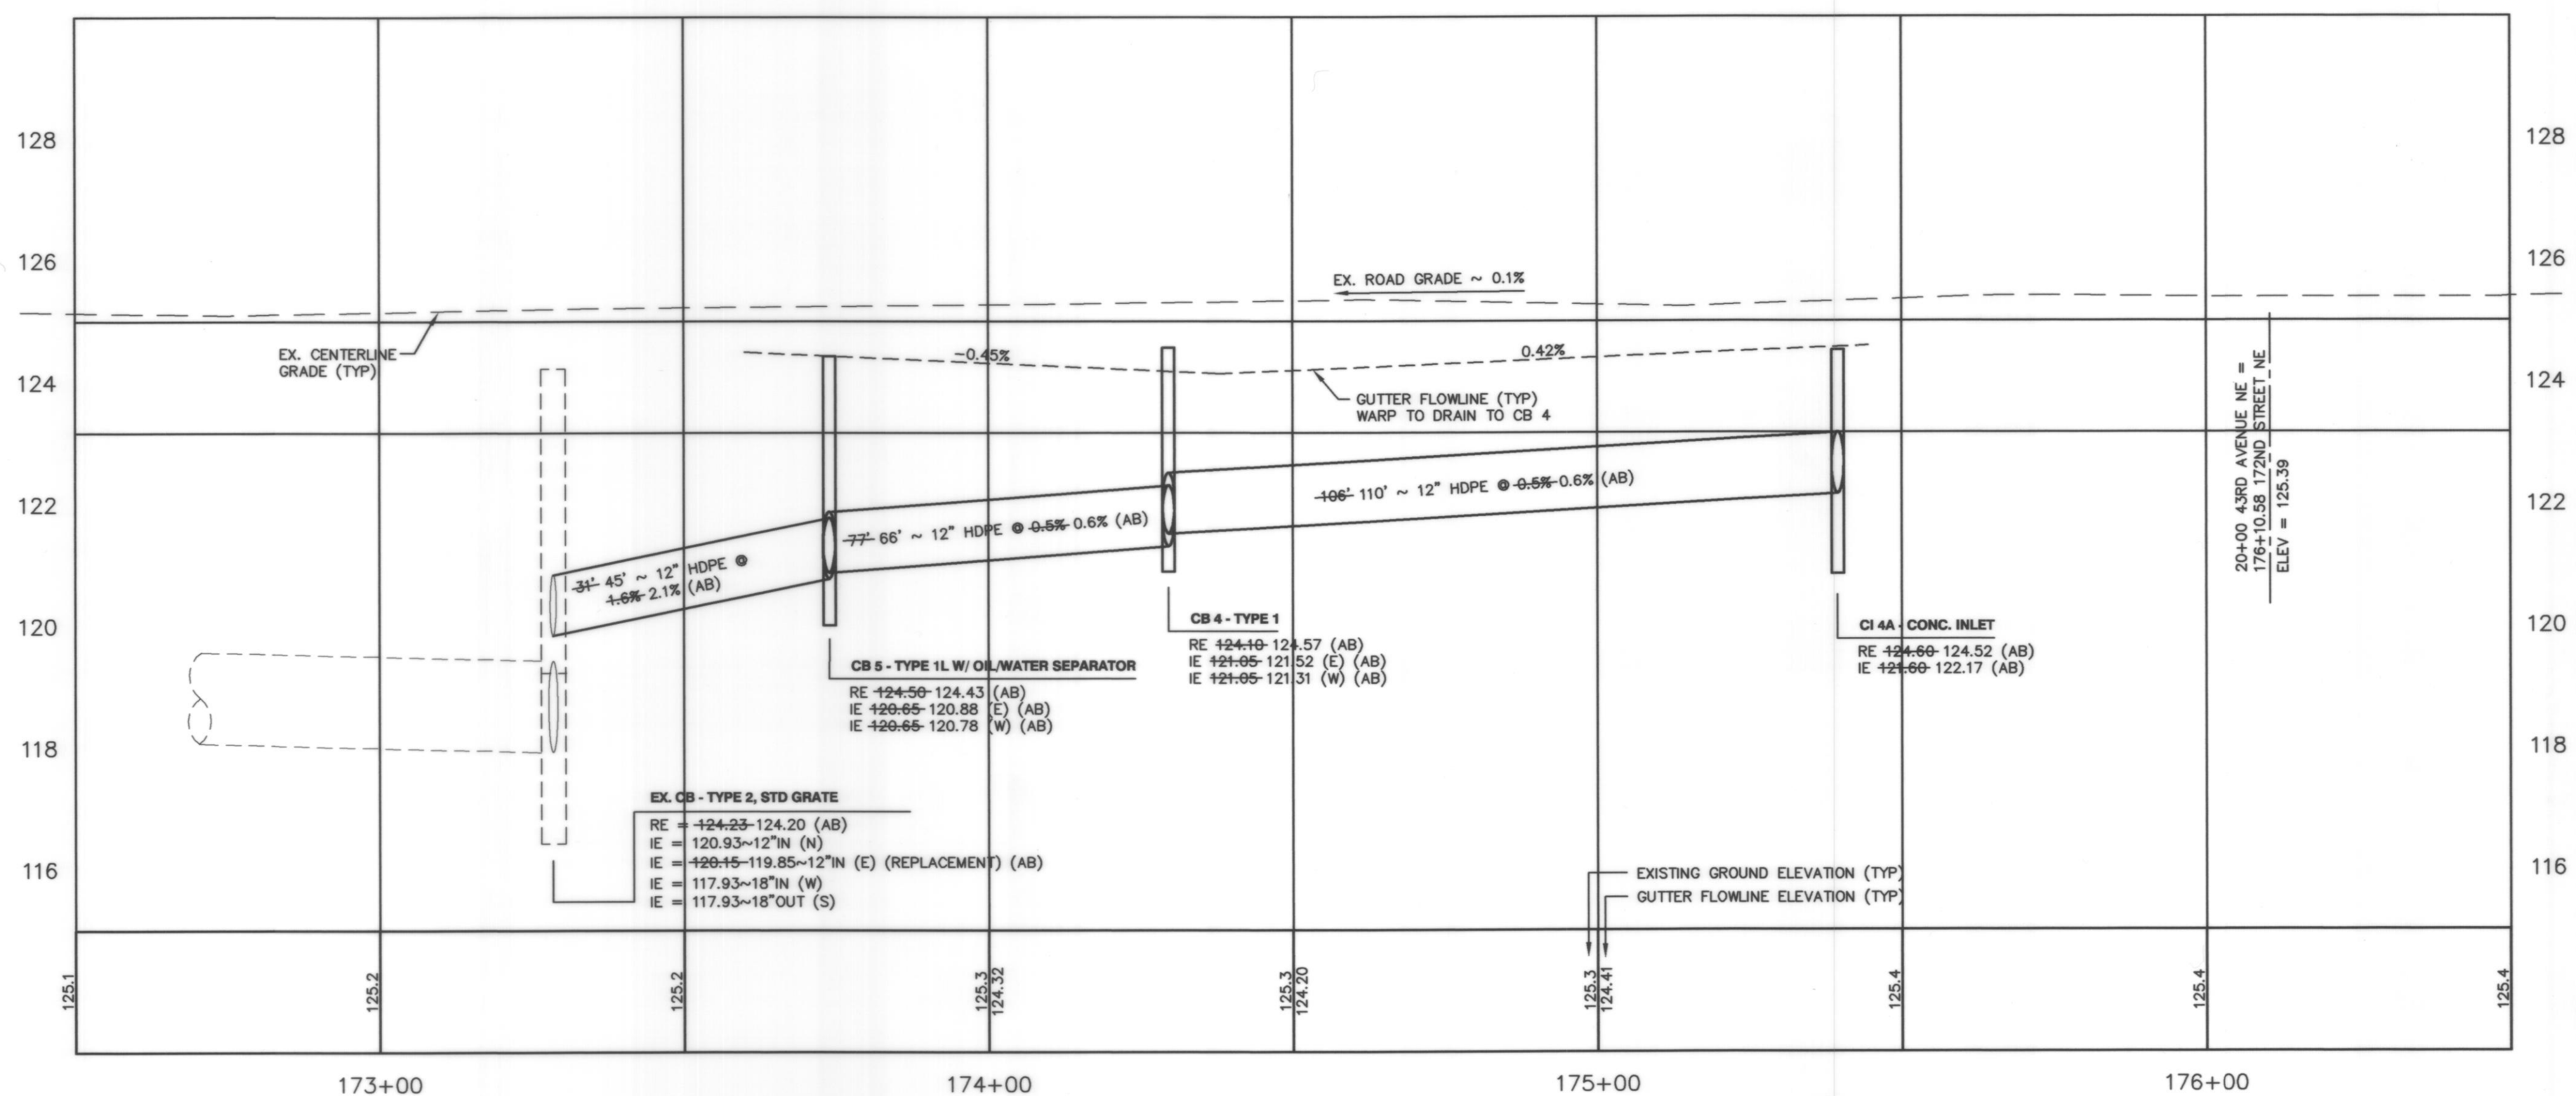 128
128
126
126
EX. ROAD GRADE ~ 0.1%
EX. CENTERLINE
GRADE (TYP)
-0.45%
0.42%
124
124
GUTTER FLOWLINE (TYP)
WARP TO DRAIN TO CB 4
20+00 43RD AVENUE NE =
176+10.58 172ND STREET NE
ELEV = 125.39
122
122
106' 110' ~ 12" HDPE @ 0.5% 0.6% (AB)
77' 66' ~ 12" HDPE @ 0.5% 0.6% (AB)
31' 45' ~ 12" HDPE @
1.6% 2.1% (AB)
120
120
CB 4 - TYPE 1
RE 124.10 124.57 (AB)
IE 121.05 121.52 (E) (AB)
IE 121.05 121.31 (W) (AB)
CI 4A - CONC. INLET
RE 124.60 124.52 (AB)
IE 121.60 122.17 (AB)
CB 5 - TYPE 1L W/ OIL/WATER SEPARATOR
RE 124.50 124.43 (AB)
IE 120.65 120.88 (E) (AB)
IE 120.65 120.78 (W) (AB)
118
118
EX. CB - TYPE 2, STD GRATE
RE = 124.23 124.20 (AB)
IE = 120.93~12"IN (N)
IE = 120.15 119.85~12"IN (E) (REPLACEMENT) (AB)
IE = 117.93~18"IN (W)
IE = 117.93~18"OUT (S)
116
116
EXISTING GROUND ELEVATION (TYP)
GUTTER FLOWLINE ELEVATION (TYP)
125.1
125.2
125.2
125.3
124.32
125.3
124.20
125.3
124.41
125.4
125.4
125.4
173+00
174+00
175+00
176+00